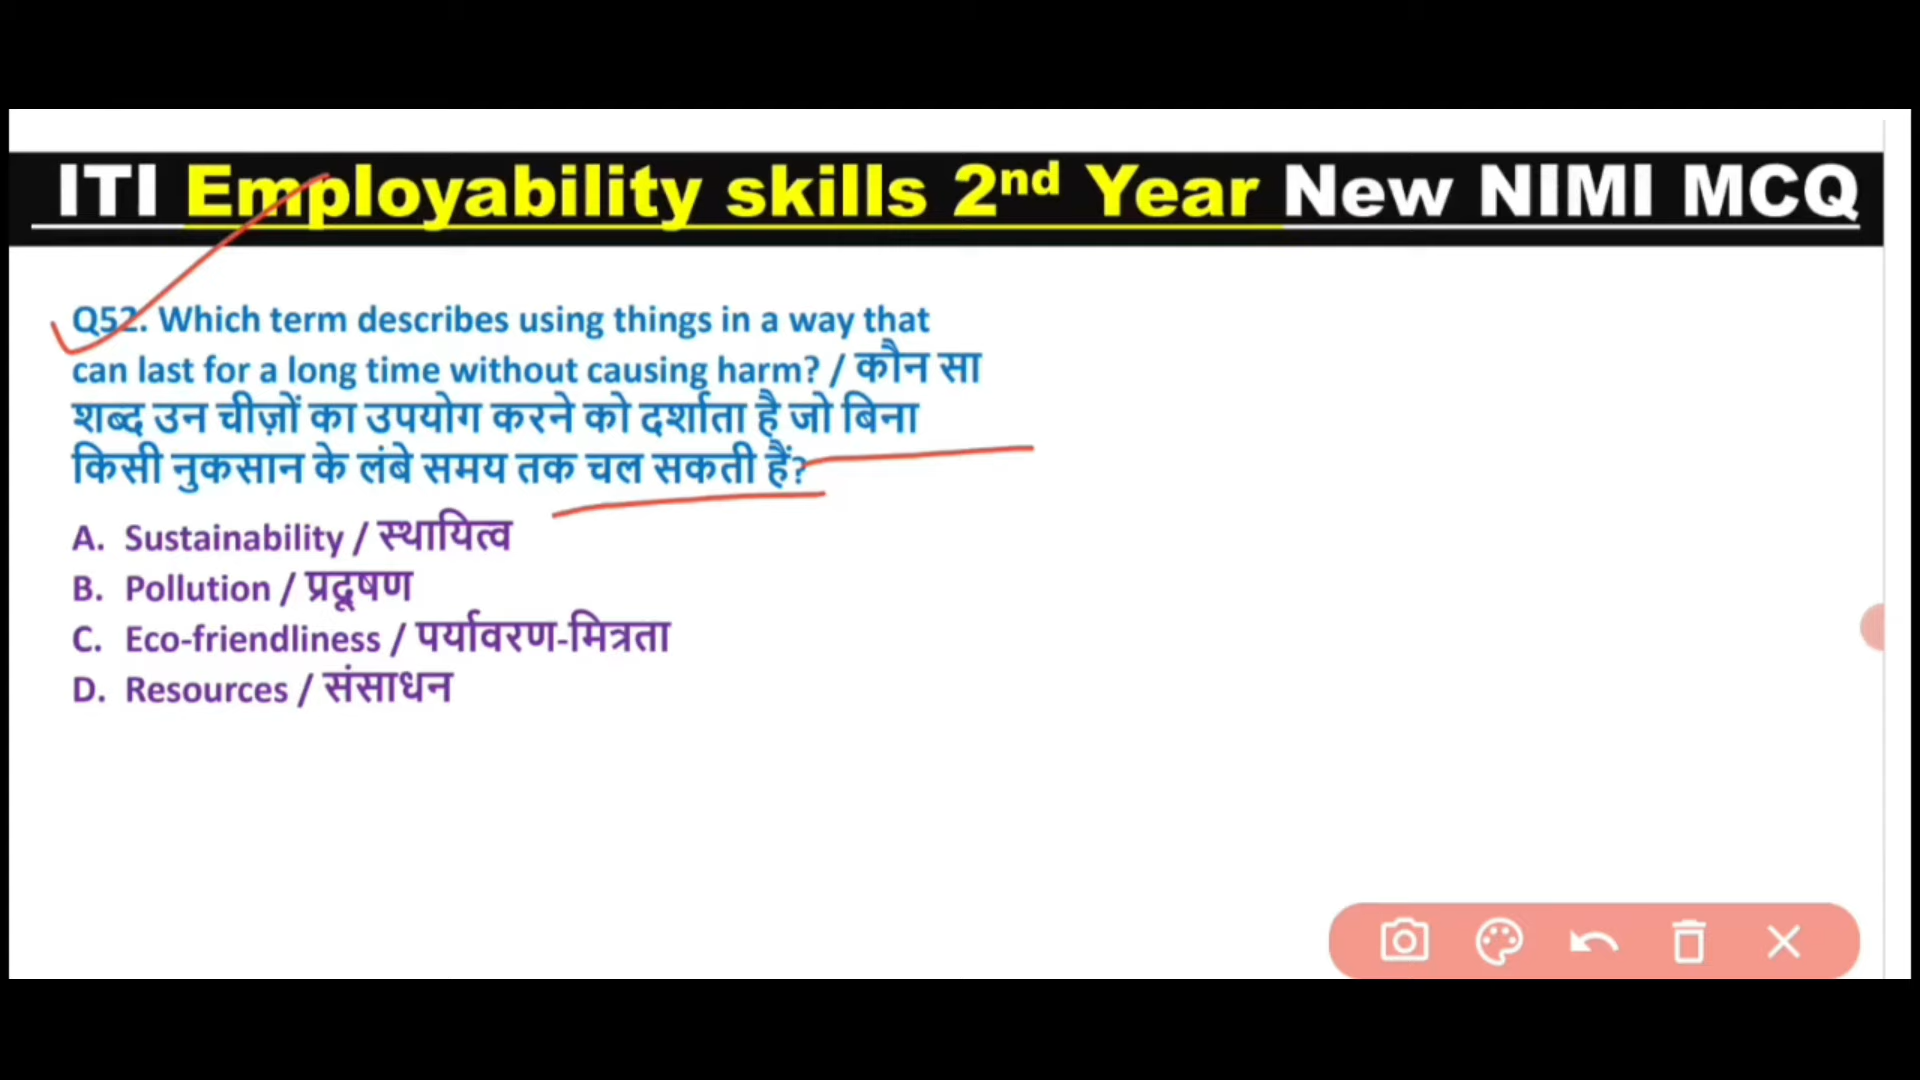 ITI Employability skills 2nd Year New NIMI MCQ
Q52. Which term describes using things in a way that
can last for a long time without causing harm? / कौन सा
शब्द उन चीज़ों का उपयोग करने को दर्शाता है जो बिना
किसी नुकसान के लंबे समय तक चल सकती हैं?
A. Sustainability / स्थायित्व
B. Pollution / प्रदूषण
C. Eco-friendliness / पर्यावरण-मित्रता
D. Resources / संसाधन